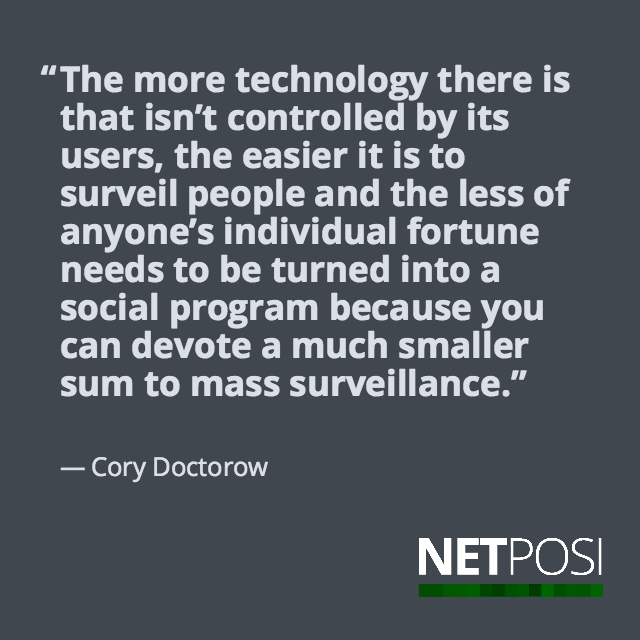 “The more technology there is
that isn’t controlled by its
users, the easier it is to
surveil people and the less of
anyone’s individual fortune
needs to be turned into a
social program because you
can devote a much smaller
sum to mass surveillance.”
— Cory Doctorow
NETPOSI